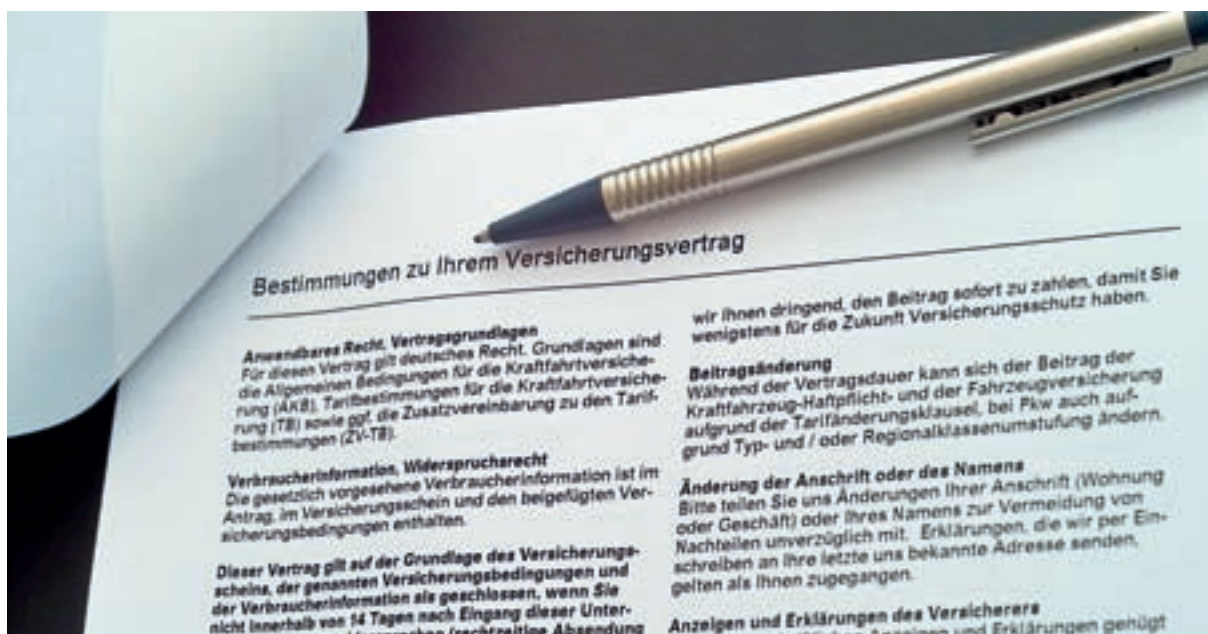 Bestimmungen zu Ihrem Versicherungsvertrag
Anwendbares Recht, Vertragsgrundlagen
Für diesen Vertrag gilt deutsches Recht. Grundlagen sind
die Allgemeinen Bedingungen für die Kraftfahrtversiche-
rung (AKB), Tarifbestimmungen für die Kraftfahrtversiche-
rung (TB) sowie ggf. die Zusatzvereinbarung zu den Tarif-
bestimmungen (ZV-TB).
Verbraucherinformation, Widerspruchsrecht
Die gesetzlich vorgesehene Verbraucherinformation ist im
Antrag, im Versicherungsschein und den beigefügten Ver-
sicherungsbedingungen enthalten.
Dieser Vertrag gilt auf der Grundlage des Versicherungs-
scheins, der genannten Versicherungsbedingungen und
der Verbraucherinformation als geschlossen, wenn Sie
nicht innerhalb von 14 Tagen nach Eingang dieser Unter-
(rechtzeitige Absendung
wir Ihnen dringend, den Beitrag sofort zu zahlen, damit Sie
wenigstens für die Zukunft Versicherungsschutz haben.
Beitragsänderung
Während der Vertragsdauer kann sich der Beitrag der
Kraftfahrzeug-Haftpflicht- und der Fahrzeugversicherung
aufgrund der Tarifänderungsklausel, bei Pkw auch auf-
grund Typ- und / oder Regionalklassenumstufung ändern.
Änderung der Anschrift oder des Namens
Bitte teilen Sie uns Änderungen Ihrer Anschrift (Wohnung
oder Geschäft) oder Ihres Namens zur Vermeidung von
Nachteilen unverzüglich mit. Erklärungen, die wir per Ein-
schreiben an Ihre letzte uns bekannte Adresse senden,
gelten als Ihnen zugegangen.
Anzeigen und Erklärungen des Versicherers
Anzeigen und Erklärungen genügt